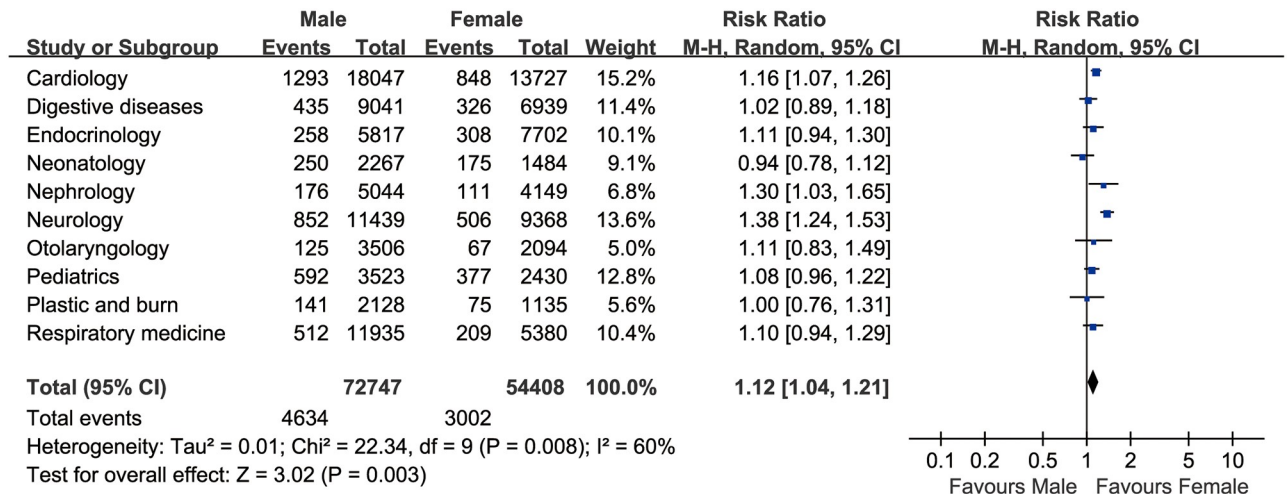 Male Female Risk Ratio Risk Ratio
Study or Subgroup Events Total Events Total Weight M-H, Random, 95% CI M-H, Random, 95% CI
Cardiology 1293 18047 848 13727 15.2% 1.16 [1.07, 1.26]
Digestive diseases 435 9041 326 6939 11.4% 1.02 [0.89, 1.18]
Endocrinology 258 5817 308 7702 10.1% 1.11 [0.94, 1.30]
Neonatology 250 2267 175 1484 9.1% 0.94 [0.78, 1.12]
Nephrology 176 5044 111 4149 6.8% 1.30 [1.03, 1.65]
Neurology 852 11439 506 9368 13.6% 1.38 [1.24, 1.53]
Otolaryngology 125 3506 67 2094 5.0% 1.11 [0.83, 1.49]
Pediatrics 592 3523 377 2430 12.8% 1.08 [0.96, 1.22]
Plastic and burn 141 2128 75 1135 5.6% 1.00 [0.76, 1.31]
Respiratory medicine 512 11935 209 5380 10.4% 1.10 [0.94, 1.29]
Total (95% CI) 72747 54408 100.0% 1.12 [1.04, 1.21]
Total events 4634 3002
Heterogeneity: Tau² = 0.01; Chi² = 22.34, df = 9 (P = 0.008); I² = 60%
Test for overall effect: Z = 3.02 (P = 0.003)
0.1 0.2 0.5 1 2 5 10
Favours Male Favours Female